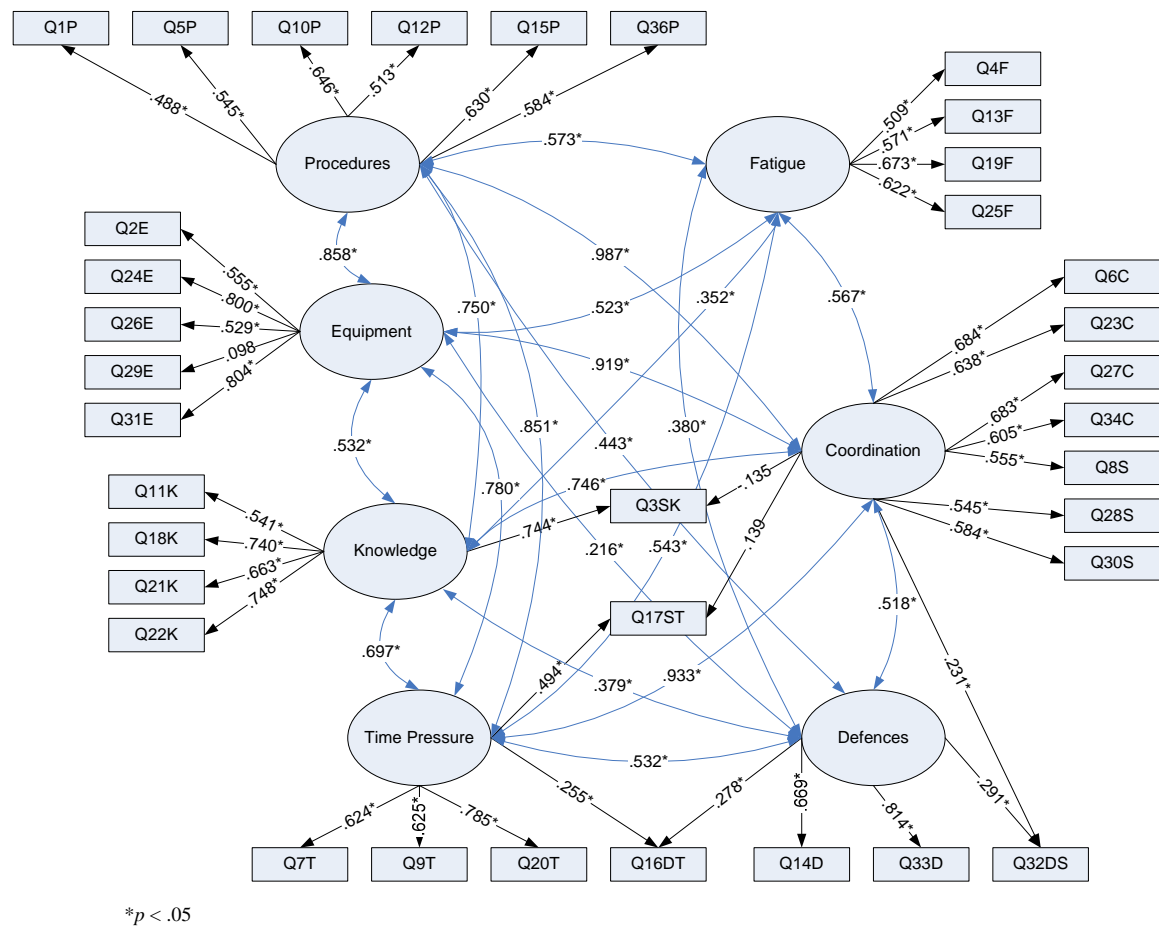 Q1P
Q5P
Q10P
Q12P
Q15P
Q36P
.488*
.545*
.646*
.513*
.630*
.584*
Procedures
Fatigue
.573*
Q4F
Q13F
Q19F
Q25F
.509*
.571*
.673*
.622*
Q2E
Q24E
Q26E
Q29E
Q31E
.555*
.800*
.529*
.098
.804*
Equipment
.858*
.750*
.987*
.352*
.523*
.567*
.919*
Q6C
Q23C
Q27C
Q34C
Q8S
Q28S
Q30S
.684*
.638*
.683*
.605*
.555*
.545*
.584*
Coordination
.532*
.851*
.443*
.380*
.780*
.746*
-.135
Q3SK
.744*
Q11K
Q18K
Q21K
Q22K
.541*
.740*
.663*
.748*
Knowledge
.216*
.543*
.139
Q17ST
.518*
.697*
.494*
.379*
.933*
.231*
Time Pressure
Defences
.532*
.255*
.278*
.669*
.814*
.291*
.624*
.625*
.785*
Q7T
Q9T
Q20T
Q16DT
Q14D
Q33D
Q32DS
*p < .05